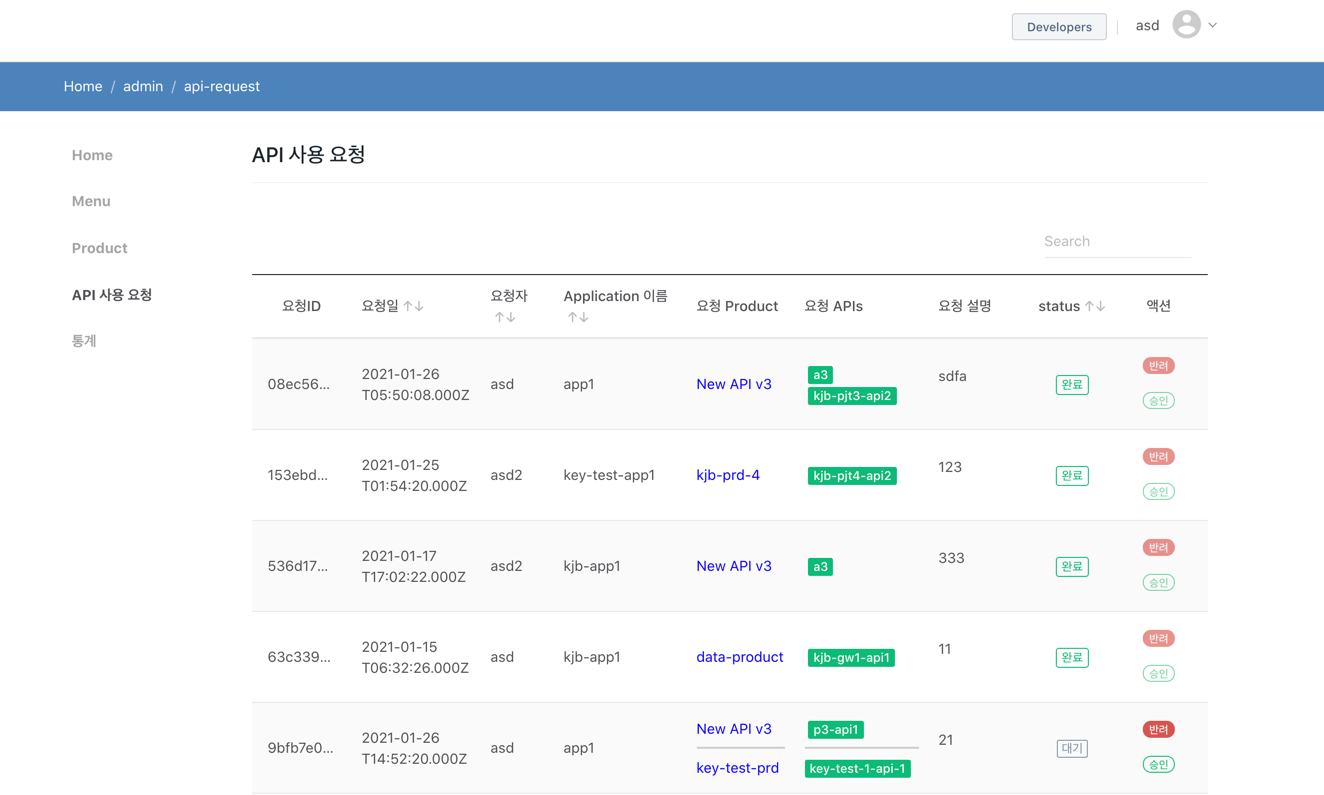 Developers asd
Home / admin / api-request
Home
Menu
Product
API 사용 요청
통계
API 사용 요청
Search
요청ID 요청일 ↑↓ 요청자 ↑↓ Application 이름 ↑↓ 요청 Product 요청 APIs 요청 설명 status ↑↓ 액션
08ec56... 2021-01-26 asd app1 New API v3 a3 sdfa 완료 반려
T05:50:08.000Z kjb-pjt3-api2 승인
153ebd... 2021-01-25 asd2 key-test-app1 kjb-prd-4 kjb-pjt4-api2 123 완료 반려
T01:54:20.000Z 승인
536d17... 2021-01-17 asd2 kjb-app1 New API v3 a3 333 완료 반려
T17:02:22.000Z 승인
63c339... 2021-01-15 asd kjb-app1 data-product kjb-gw1-api1 11 완료 반려
T06:32:26.000Z 승인
9bfb7e0... 2021-01-26 asd app1 New API v3 p3-api1 21 대기 반려
T14:52:20.000Z key-test-prd key-test-1-api-1 승인